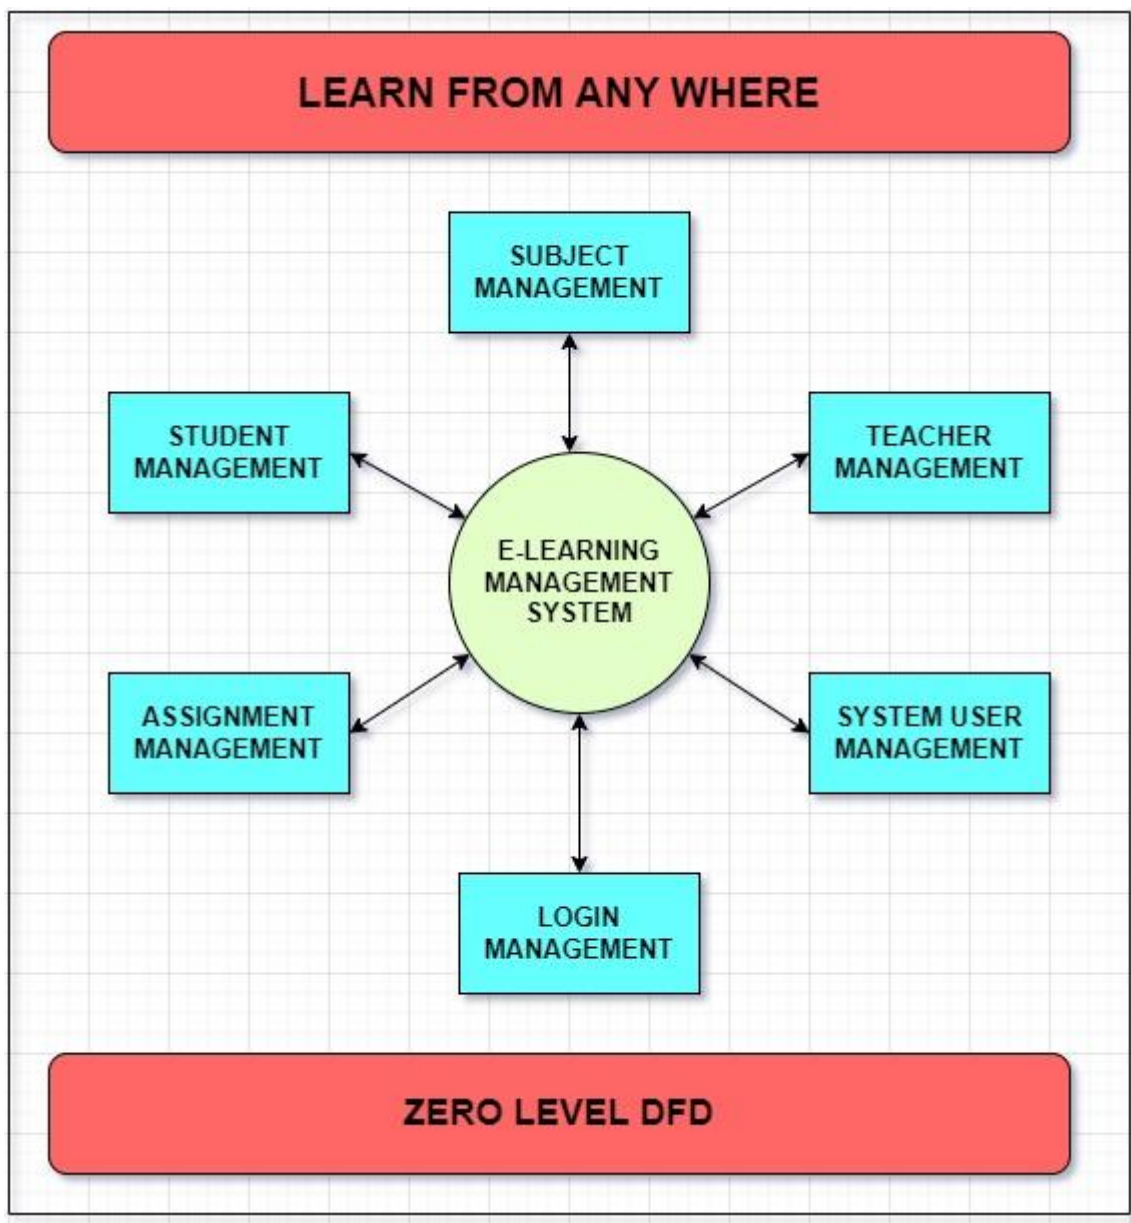 LEARN FROM ANY WHERE
SUBJECT
MANAGEMENT
STUDENT
MANAGEMENT
TEACHER
MANAGEMENT
E-LEARNING
MANAGEMENT
SYSTEM
ASSIGNMENT
MANAGEMENT
SYSTEM USER
MANAGEMENT
LOGIN
MANAGEMENT
ZERO LEVEL DFD